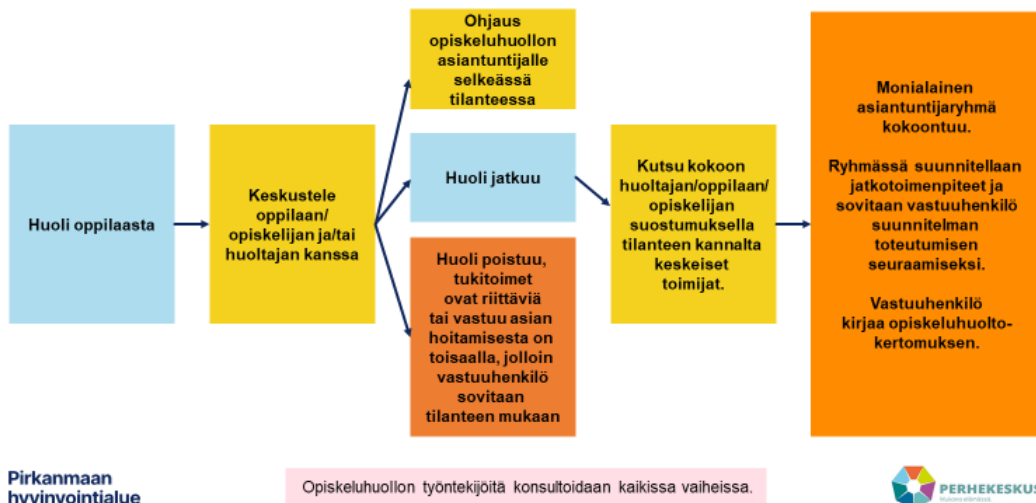 Huoli oppilaasta
Keskustele
oppilaan/
opiskelijan ja/tai
huoltajan kanssa
Ohjaus
opiskeluhuollon
asiantuntijalle
selkeässä
tilanteessa
Huoli jatkuu
Huoli poistuu,
tukitoimet
ovat riittäviä
tai vastuu asian
hoitamisesta on
toisaalla, jolloin
vastuuhenkilö
sovitaan
tilanteen mukaan
Kutsu kokoon
huoltajan/oppilaan/
opiskelijan
suostumuksella
tilanteen kannalta
keskeiset
toimijat.
Monialainen
asiantuntijaryhmä
kokoontuu.
Ryhmässä suunnitellaan
jatkotoimenpiteet ja
sovitaan vastuuhenkilö
suunnitelman
toteutumisen
seuraamiseksi.
Vastuuhenkilö
kirjaa opiskeluhuolto-
kertomuksen.
Pirkanmaan
hyvinvointialue
Opiskeluhuollon työntekijöitä konsultoidaan kaikissa vaiheissa.
PERHEKESKUS
Mukana elämässä